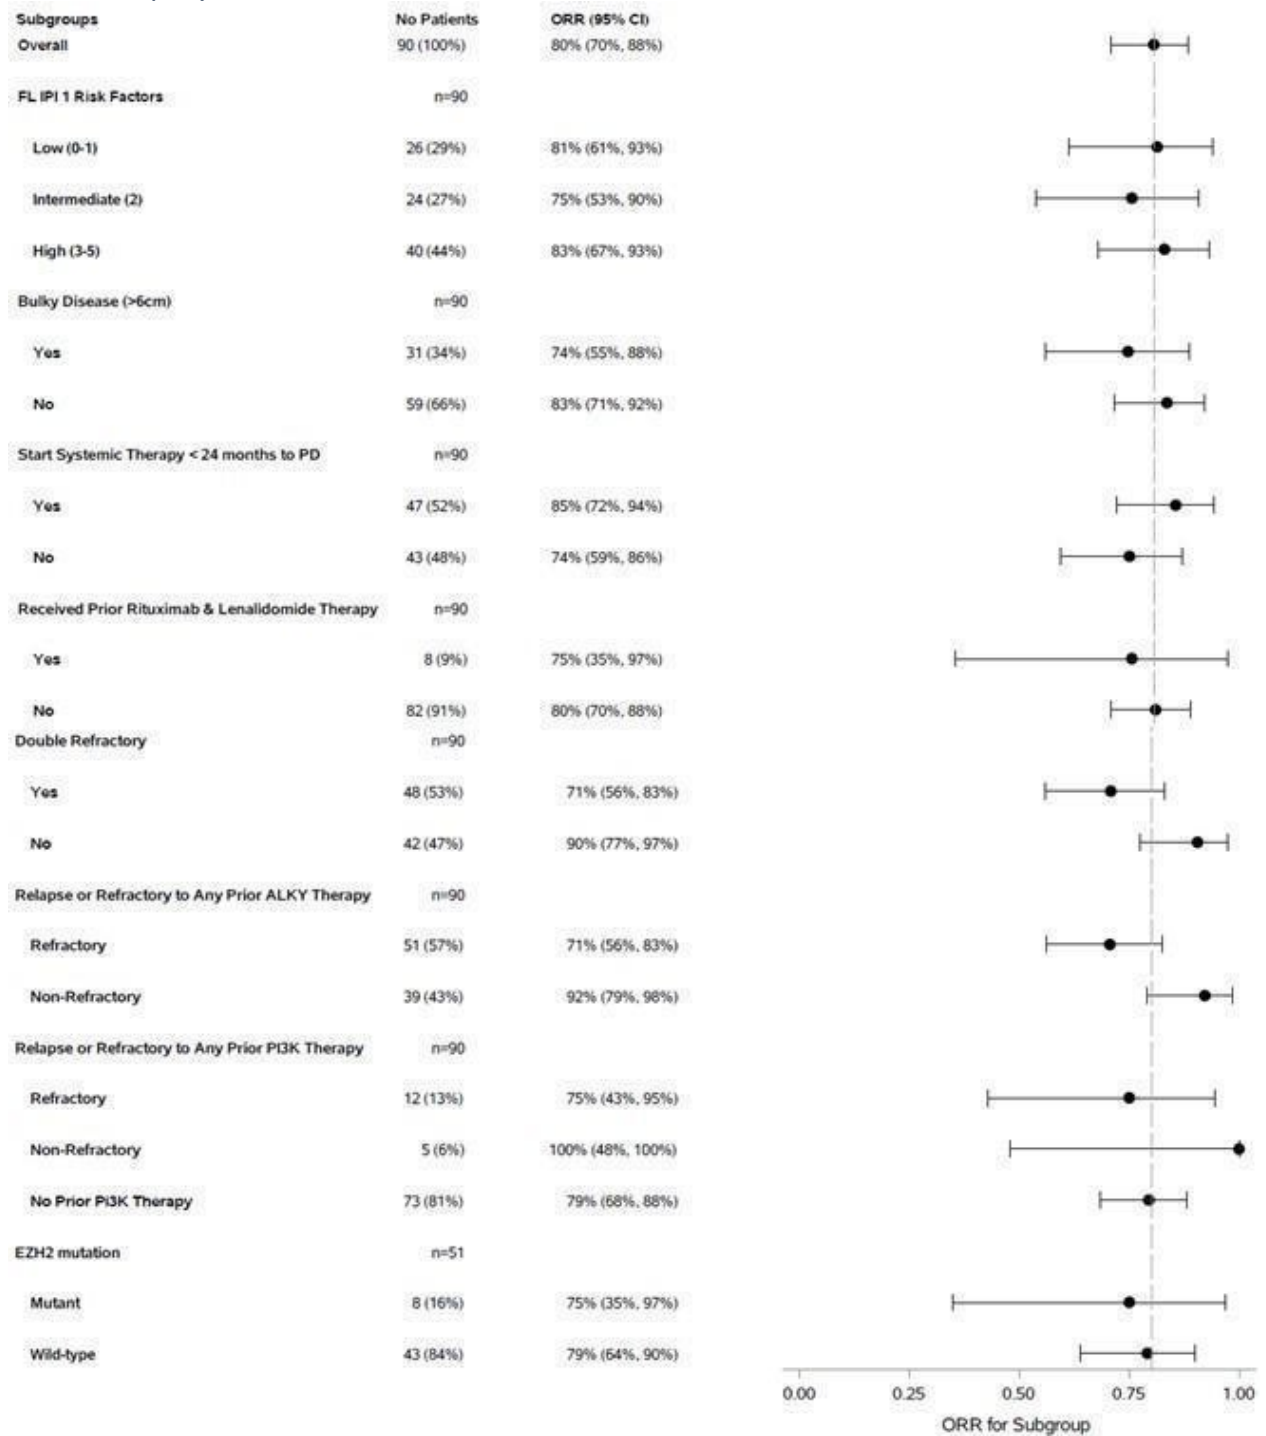 Subgroups No Patients ORR (95% CI)
Overall 90 (100%) 80% (70%, 88%)
FL IPI 1 Risk Factors n=90
Low (0-1) 26 (29%) 81% (61%, 93%)
Intermediate (2) 24 (27%) 75% (53%, 90%)
High (3-5) 40 (44%) 83% (67%, 93%)
Bulky Disease (>6cm) n=90
Yes 31 (34%) 74% (55%, 88%)
No 59 (66%) 83% (71%, 92%)
Start Systemic Therapy < 24 months to PD n=90
Yes 47 (52%) 85% (72%, 94%)
No 43 (48%) 74% (59%, 86%)
Received Prior Rituximab & Lenalidomide Therapy n=90
Yes 8 (9%) 75% (35%, 97%)
No 82 (91%) 80% (70%, 88%)
Double Refractory n=90
Yes 48 (53%) 71% (56%, 83%)
No 42 (47%) 90% (77%, 97%)
Relapse or Refractory to Any Prior ALKY Therapy n=90
Refractory 51 (57%) 71% (56%, 83%)
Non-Refractory 39 (43%) 92% (79%, 98%)
Relapse or Refractory to Any Prior PI3K Therapy n=90
Refractory 12 (13%) 75% (43%, 95%)
Non-Refractory 5 (6%) 100% (48%, 100%)
No Prior PI3K Therapy 73 (81%) 79% (68%, 88%)
EZH2 mutation n=51
Mutant 8 (16%) 75% (35%, 97%)
Wild-type 43 (84%) 79% (64%, 90%)
0.00 0.25 0.50 0.75 1.00
ORR for Subgroup